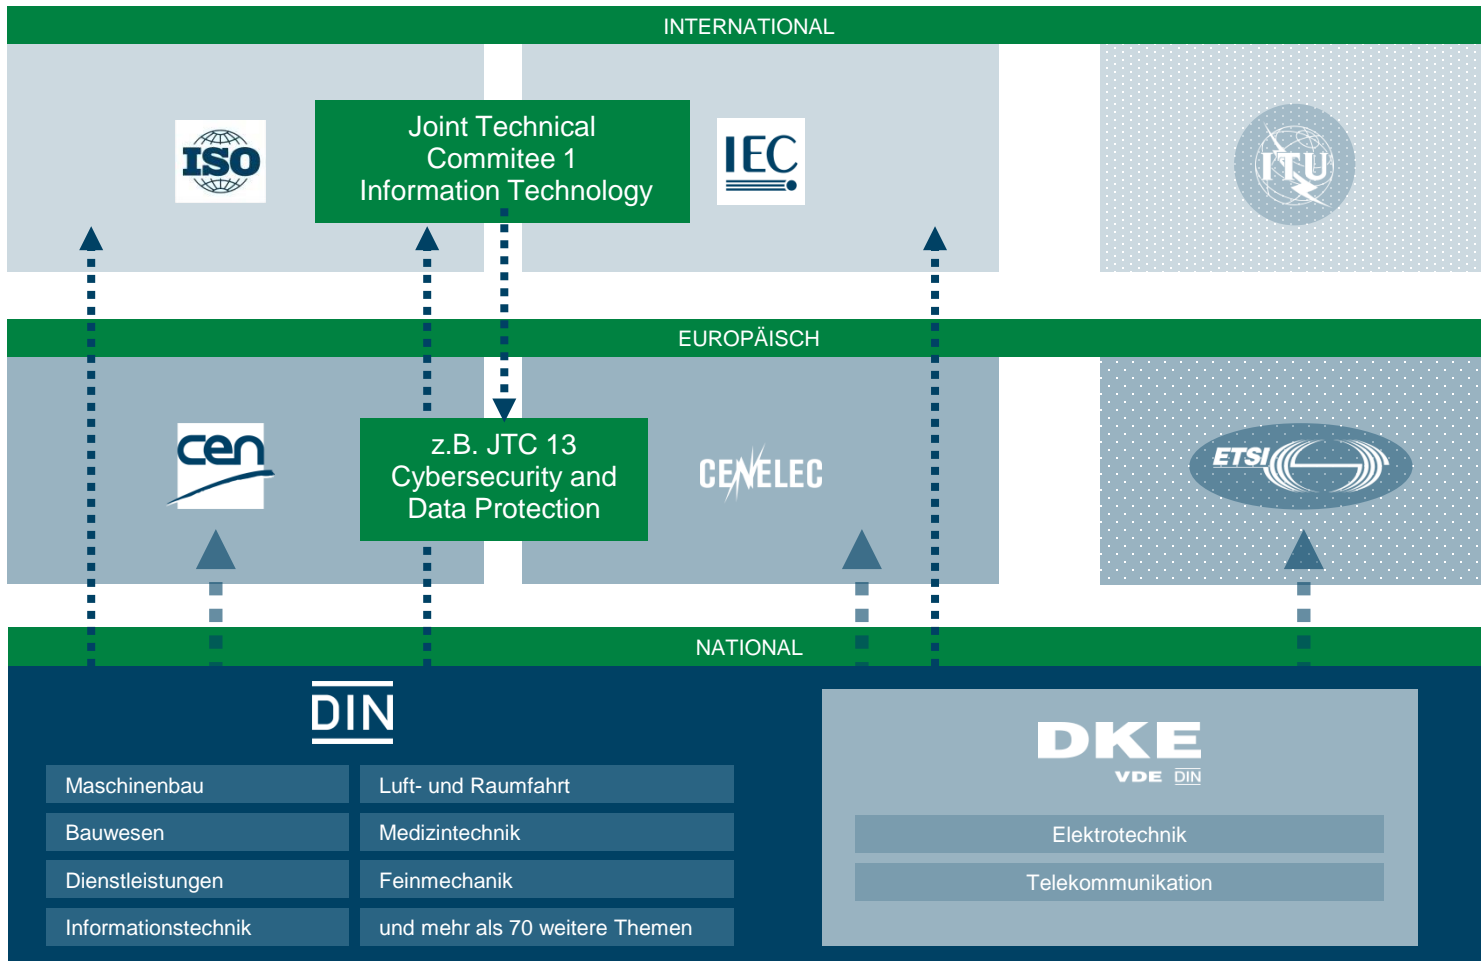 INTERNATIONAL
ISO
Joint Technical
Commitee 1
Information Technology
IEC
ITU
EUROPÄISCH
cen
z.B. JTC 13
Cybersecurity and
Data Protection
CENELEC
ETSI
NATIONAL
DIN
Maschinenbau
Luft- und Raumfahrt
Bauwesen
Medizintechnik
Dienstleistungen
Feinmechanik
Informationstechnik
und mehr als 70 weitere Themen
DKE
VDE DIN
Elektrotechnik
Telekommunikation